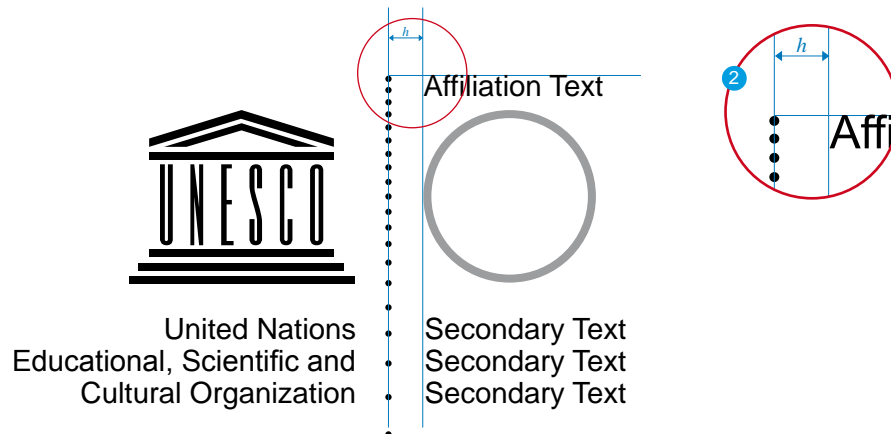 h
Affiliation Text
UNESCO
United Nations
Educational, Scientific and
Cultural Organization
Secondary Text
Secondary Text
Secondary Text
2
h
Affi